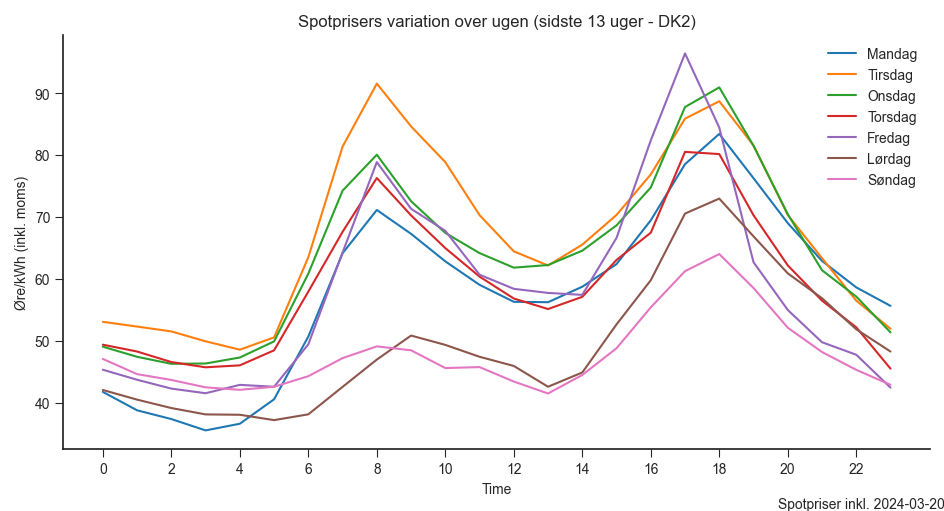 Spotprisers variation over ugen (sidste 13 uger - DK2)
Mandag
Tirsdag
Onsdag
Torsdag
Fredag
Lørdag
Søndag
Øre/kWh (inkl. moms)
90
80
70
60
50
40
0 2 4 6 8 10 12 14 16 18 20 22
Time
Spotpriser inkl. 2024-03-20